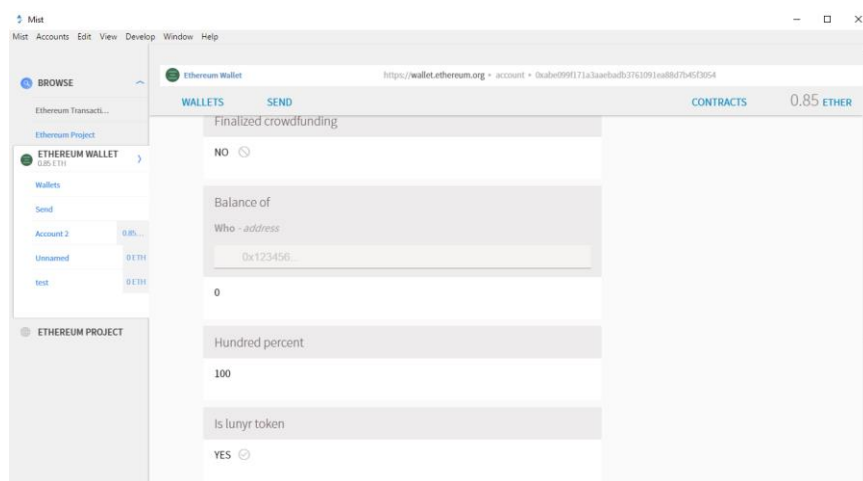 Mist
Mist Accounts Edit View Develop Window Help
BROWSE
Ethereum Transacti...
Ethereum Project
ETHEREUM WALLET
0.85 ETH
Wallets
Send
Account 2 0.85...
Unnamed 0 ETH
test 0 ETH
ETHEREUM PROJECT
Ethereum Wallet https://wallet.ethereum.org • account •
WALLETS SEND CONTRACTS 0.85 ETHER
Finalized crowdfunding
NO
Balance of
Who - address
0x123456...
0
Hundred percent
100
Is lunyr token
YES